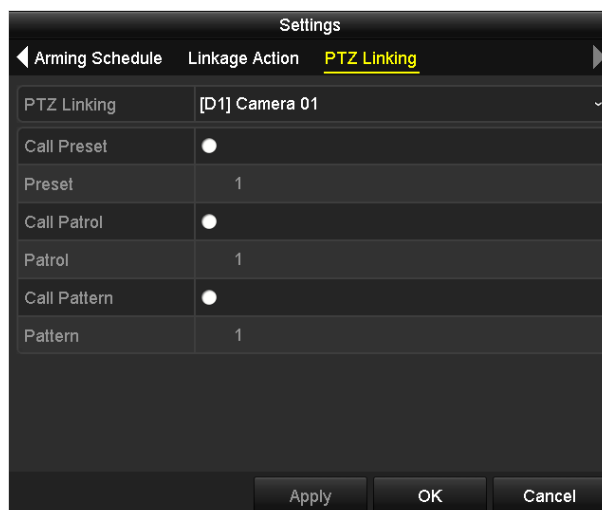 Settings
Arming Schedule Linkage Action PTZ Linking
PTZ Linking [D1] Camera 01
Call Preset
Preset 1
Call Patrol
Patrol 1
Call Pattern
Pattern 1
Apply OK Cancel